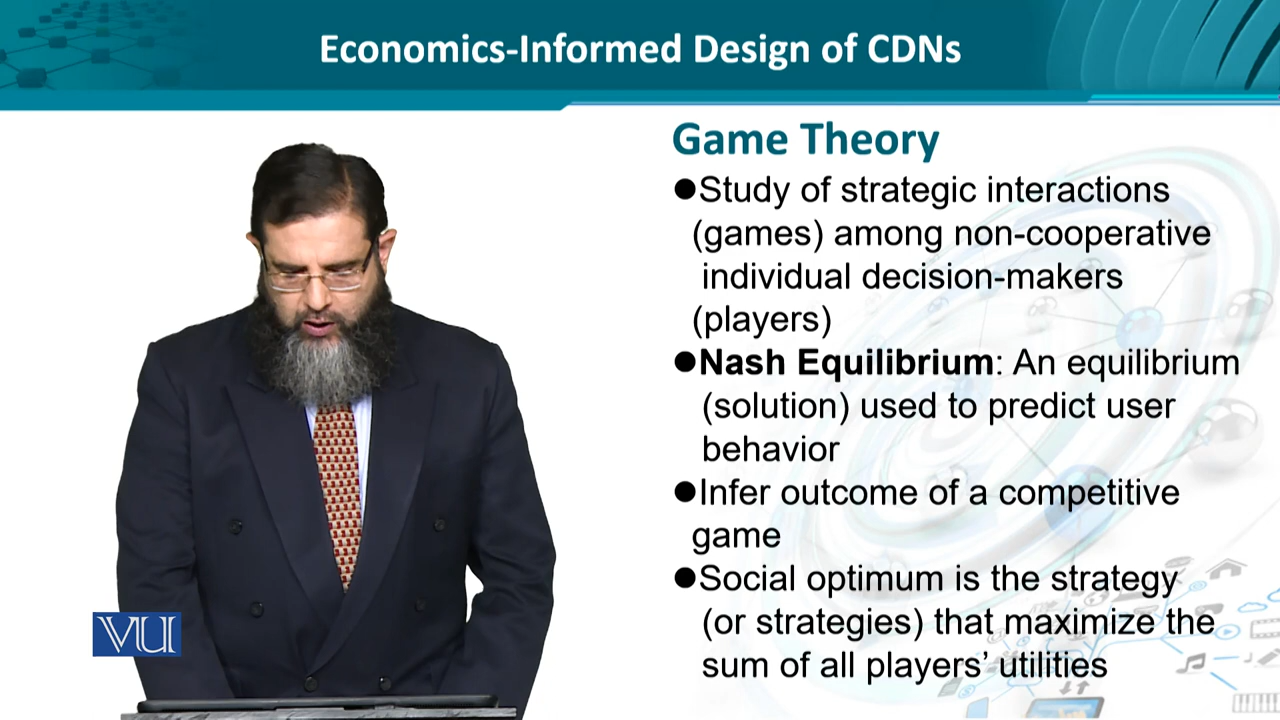 Economics-Informed Design of CDNs
Game Theory
●Study of strategic interactions
(games) among non-cooperative
individual decision-makers
(players)
●Nash Equilibrium: An equilibrium
(solution) used to predict user
behavior
●Infer outcome of a competitive
game
●Social optimum is the strategy
(or strategies) that maximize the
sum of all players’ utilities
VU